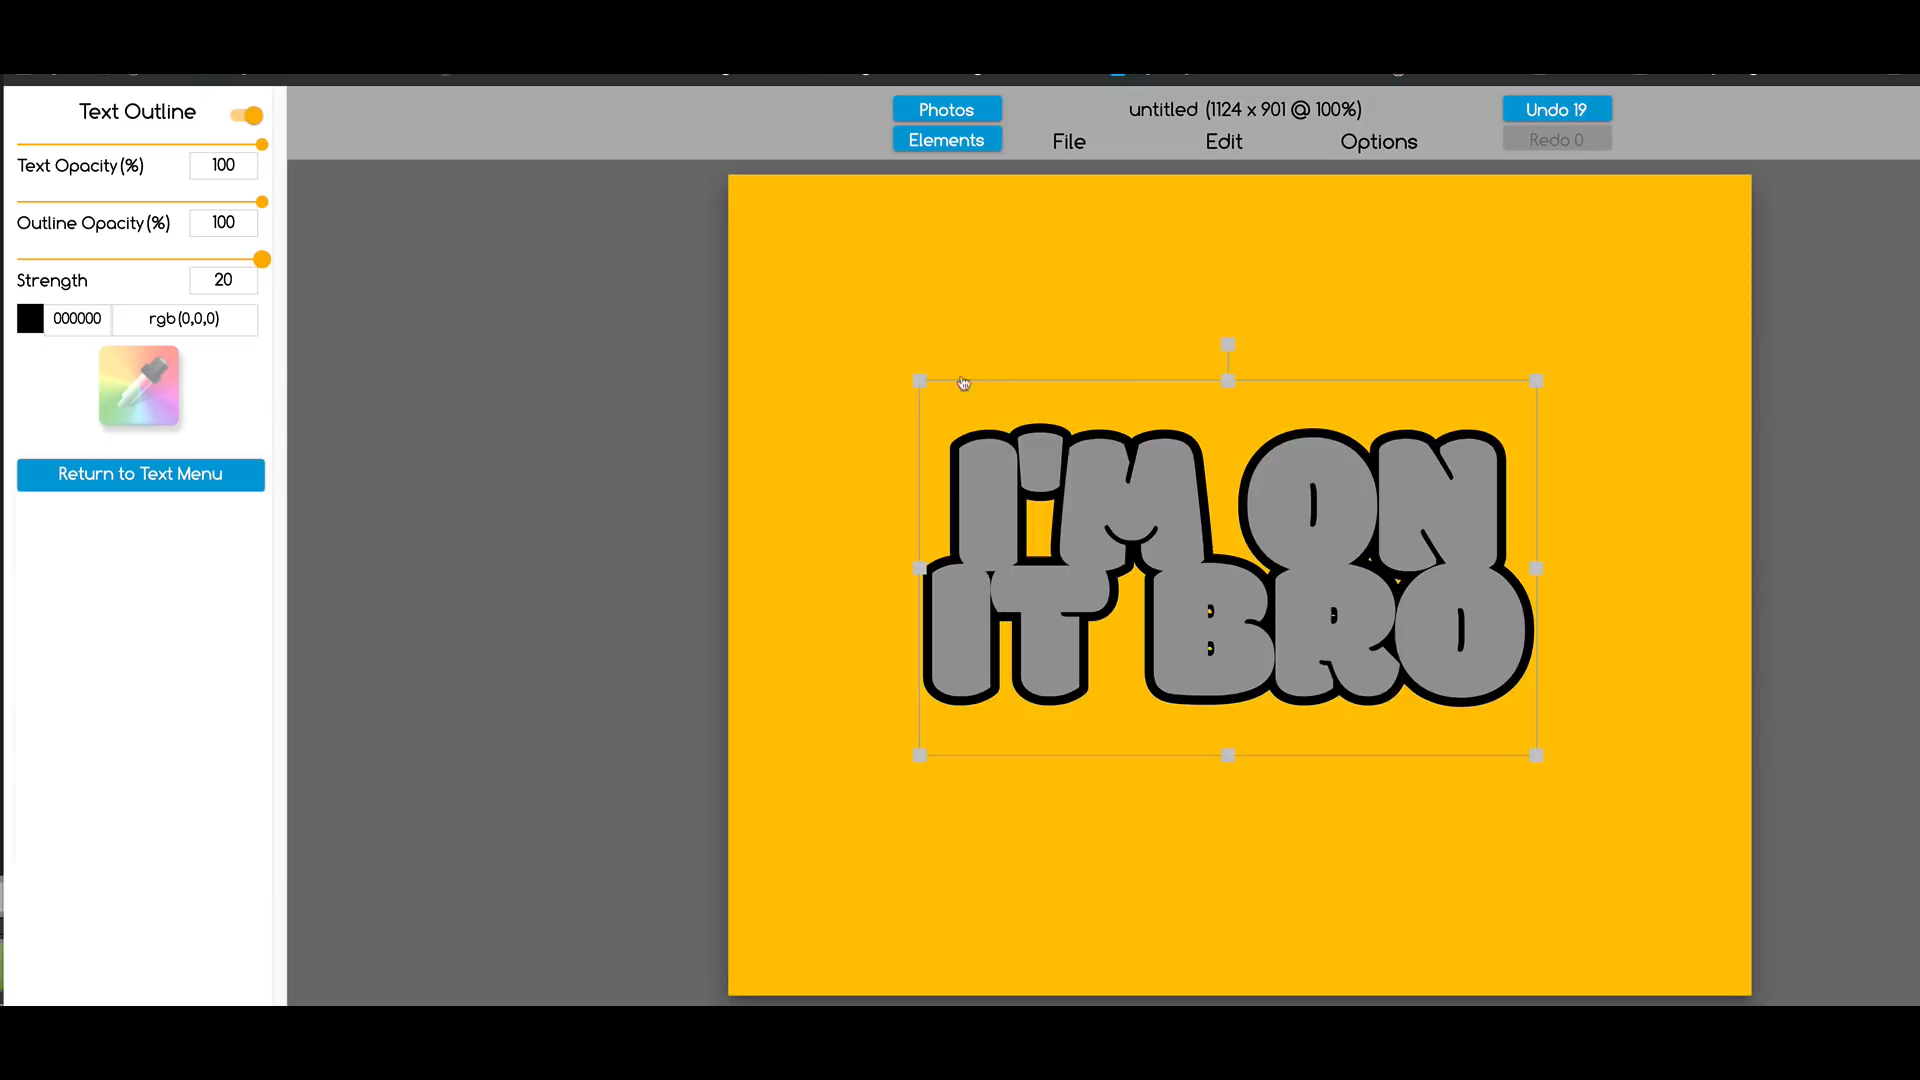 Text Outline
Text Opacity (%) 100
Outline Opacity (%) 100
Strength 20
000000 rgb (0,0,0)
Return to Text Menu
Photos
Elements
untitled (1124 x 901 @ 100%)
File Edit Options
Undo 19
Redo 0
I'M ON
IT BRO